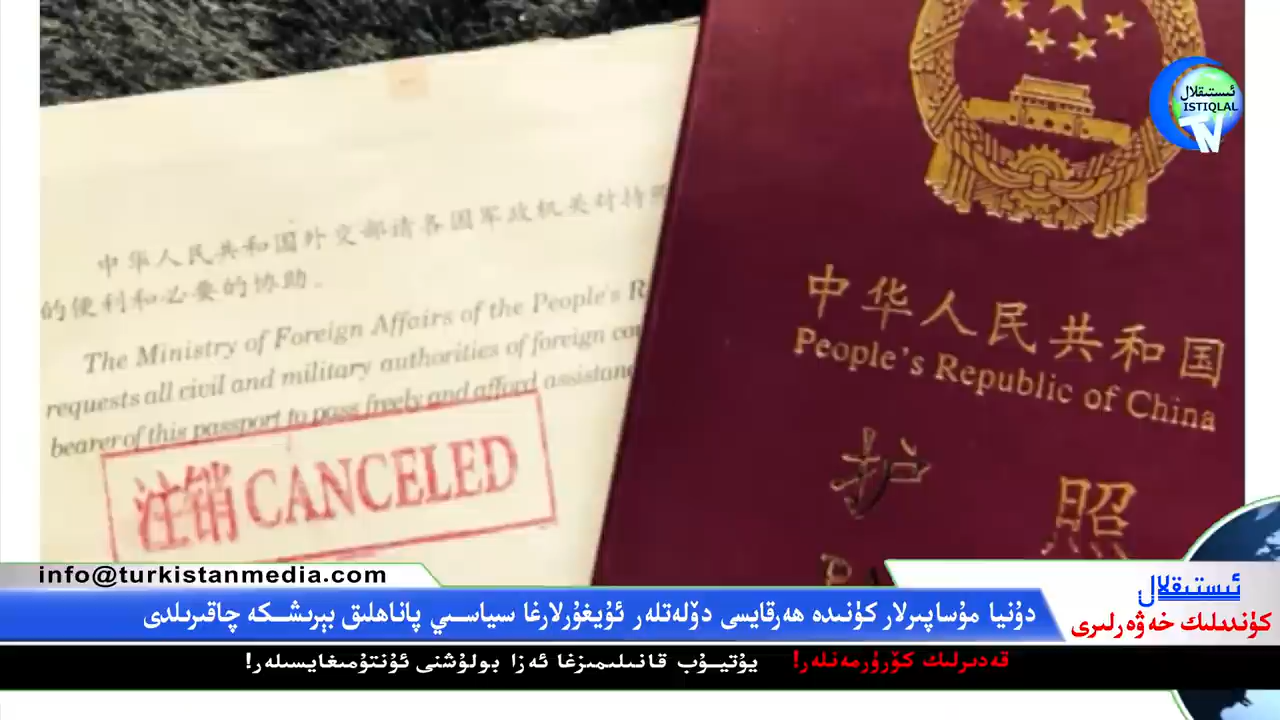 ئىستىقلال
ISTIQLAL
TV
中华人民共和国外交部请各国军政机关对持照
的便利和必要的协助。
The Ministry of Foreign Affairs of the People's R
requests all civil and military authorities of foreign cou
bearer of this passport to pass freely and afford assistanc
注销 CANCELED
中华人民共和国
People's Republic of China
护照
info@turkistanmedia.com
دۇنيا مۇساپىرلار كۈنىدە ھەرقايسى دۆلەتلەر ئۇيغۇرلارغا سىياسىي پاناھلىق بېرىشكە چاقىرىلدى
ئىستىقلال
كۈندىلىك خەۋەرلىرى
قەدىرلىك كۆرۈرمەنلەر! يۇتيۇب قانىلىمىزغا ئەزا بولۇشنى ئۇنتۇمىغايسىلەر!